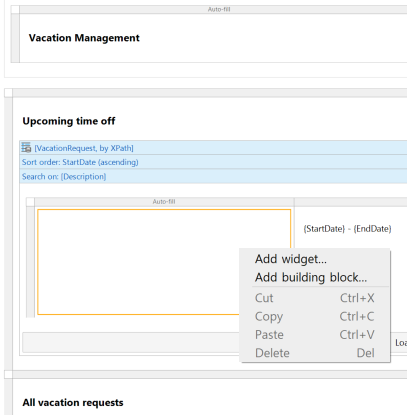 Auto-fill
Vacation Management
Upcoming time off
[VacationRequest, by XPath]
Sort order: StartDate (ascending)
Search on: [Description]
Auto-fill
{StartDate} - {EndDate}
Add widget...
Add building block...
Cut Ctrl+X
Copy Ctrl+C
Paste Ctrl+V
Delete Del
Loa
All vacation requests